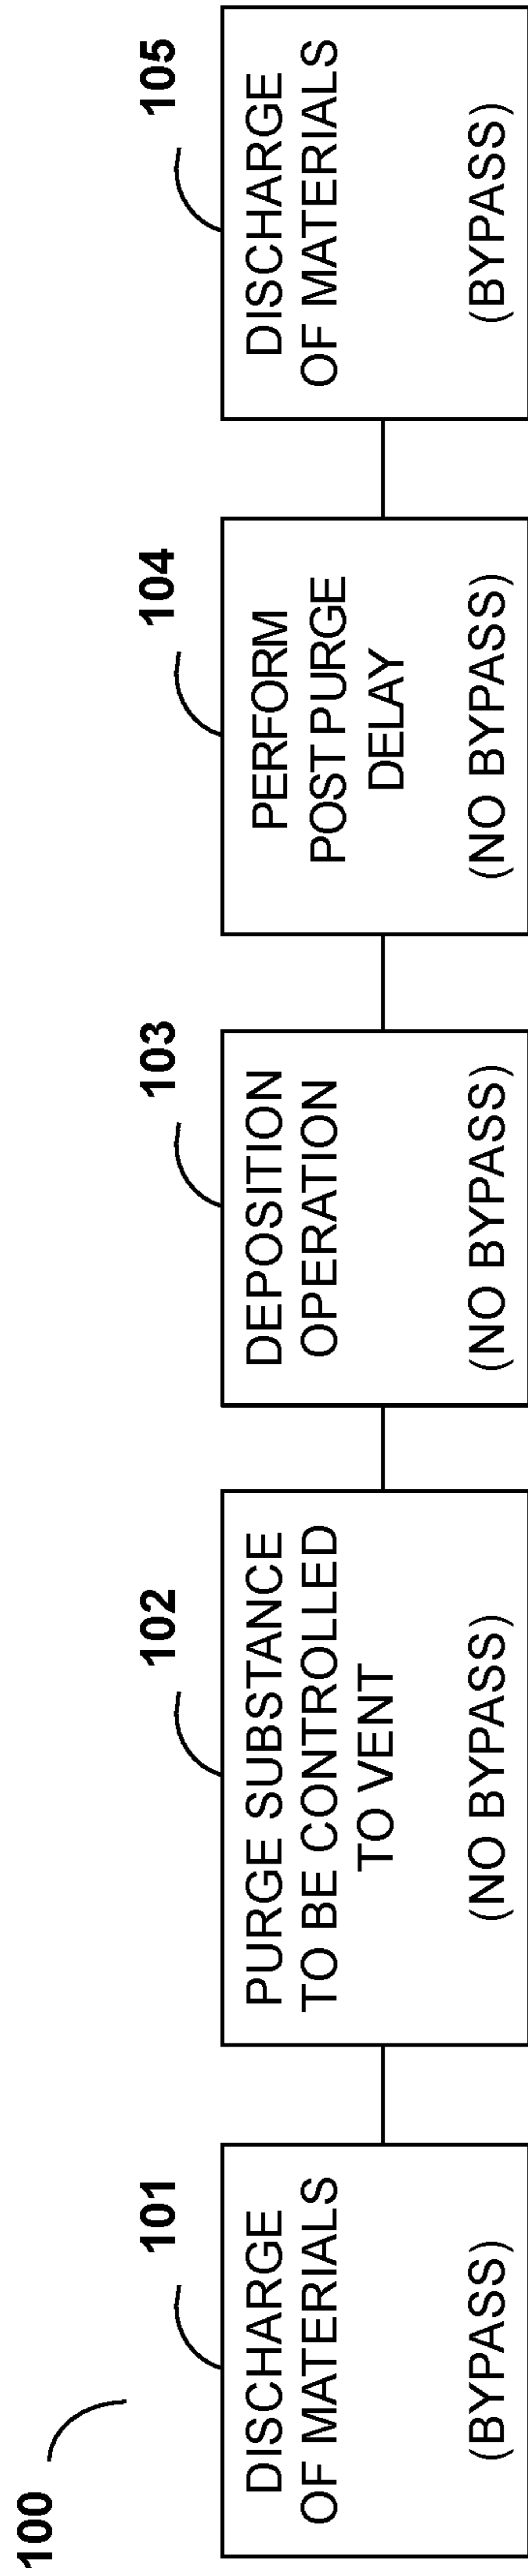 100
101
DISCHARGE
OF MATERIALS
(BYPASS)
102
PURGE SUBSTANCE
TO BE CONTROLLED
TO VENT
(NO BYPASS)
103
DEPOSITION
OPERATION
(NO BYPASS)
104
PERFORM
POST PURGE
DELAY
(NO BYPASS)
105
DISCHARGE
OF MATERIALS
(BYPASS)